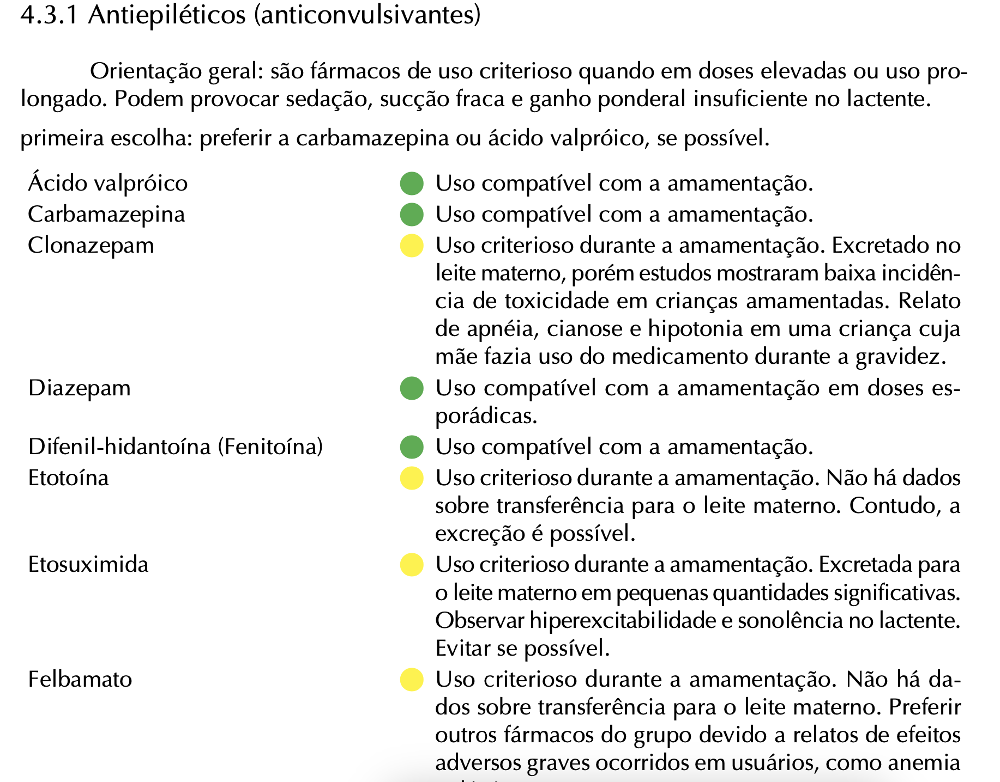 4.3.1 Antiepiléticos (anticonvulsivantes)
Orientação geral: são fármacos de uso criterioso quando em doses elevadas ou uso pro-
longado. Podem provocar sedação, sucção fraca e ganho ponderal insuficiente no lactente.
primeira escolha: preferir a carbamazepina ou ácido valpróico, se possível.
Ácido valpróico Uso compatível com a amamentação.
Carbamazepina Uso compatível com a amamentação.
Clonazepam Uso criterioso durante a amamentação. Excretado no
leite materno, porém estudos mostraram baixa incidên-
cia de toxicidade em crianças amamentadas. Relato
de apnéia, cianose e hipotonia em uma criança cuja
mãe fazia uso do medicamento durante a gravidez.
Diazepam Uso compatível com a amamentação em doses es-
porádicas.
Difenil-hidantoína (Fenitoína) Uso compatível com a amamentação.
Etotoína Uso criterioso durante a amamentação. Não há dados
sobre transferência para o leite materno. Contudo, a
excreção é possível.
Etosuximida Uso criterioso durante a amamentação. Excretada para
o leite materno em pequenas quantidades significativas.
Observar hiperexcitabilidade e sonolência no lactente.
Evitar se possível.
Felbamato Uso criterioso durante a amamentação. Não há da-
dos sobre transferência para o leite materno. Preferir
outros fármacos do grupo devido a relatos de efeitos
adversos graves ocorridos em usuários, como anemia